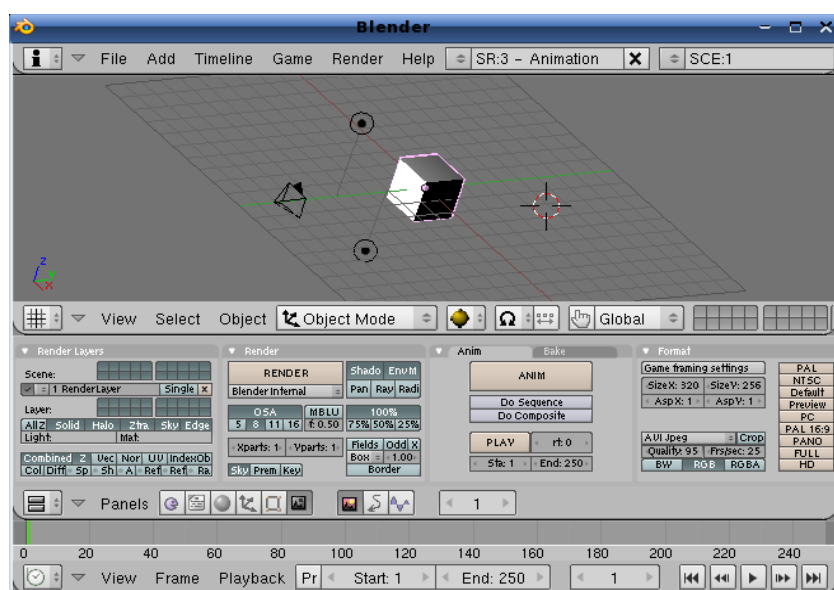 Blender
File Add Timeline Game Render Help SR:3 - Animation SCE:1
z
y
x
View Select Object Object Mode Global
Render Layers
Scene:
1 RenderLayer Single x
Layer:
AllZ Solid Halo Ztra Sky Edge
Light: Mat:
Combined Z Vec Nor UV IndexOb
Col Diff Sp Sh A Ref Ref Ra
Render
RENDER
Blender Internal
Shado EnvM
Pan Ray Radi
OSA MBLU 100%
5 8 11 16 f: 0.50 75% 50% 25%
Xparts: 1 Yparts: 1 Fields Odd X
Box 1.00
Sky Prem Key Border
Anim Bake
ANIM
Do Sequence
Do Composite
PLAY rt: 0
Sta: 1 End: 250
Format
Game framing settings
SizeX: 320 SizeY: 256
AspX: 1 AspY: 1
AVI Jpeg Crop
Quality: 95 Frs/sec: 25
BW RGB RGBA
PAL
NTSC
Default
Preview
PC
PAL 16:9
PANO
FULL
HD
Panels 1
0 20 40 60 80 100 120 140 160 180 200 220 240
View Frame Playback Pr Start: 1 End: 250 1